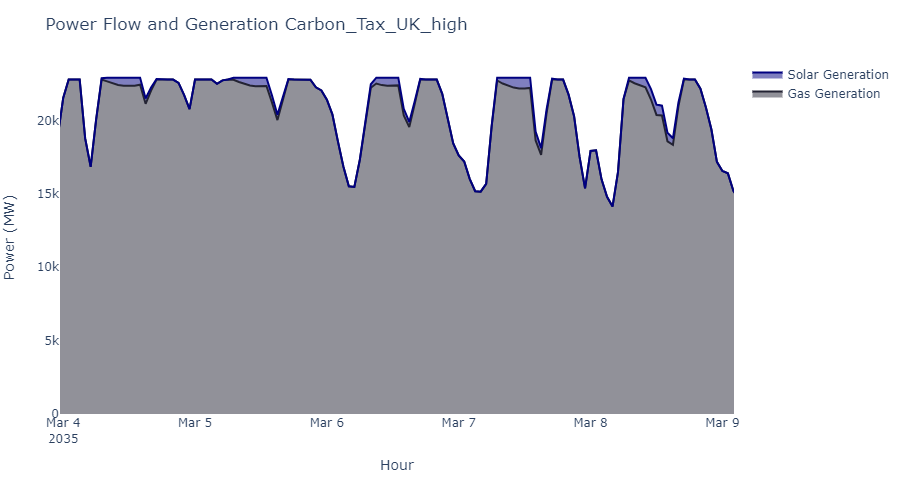 Power Flow and Generation Carbon_Tax_UK_high
Solar Generation
Gas Generation
20k
15k
10k
5k
0
Power (MW)
Mar 4 Mar 5 Mar 6 Mar 7 Mar 8 Mar 9
2035
Hour